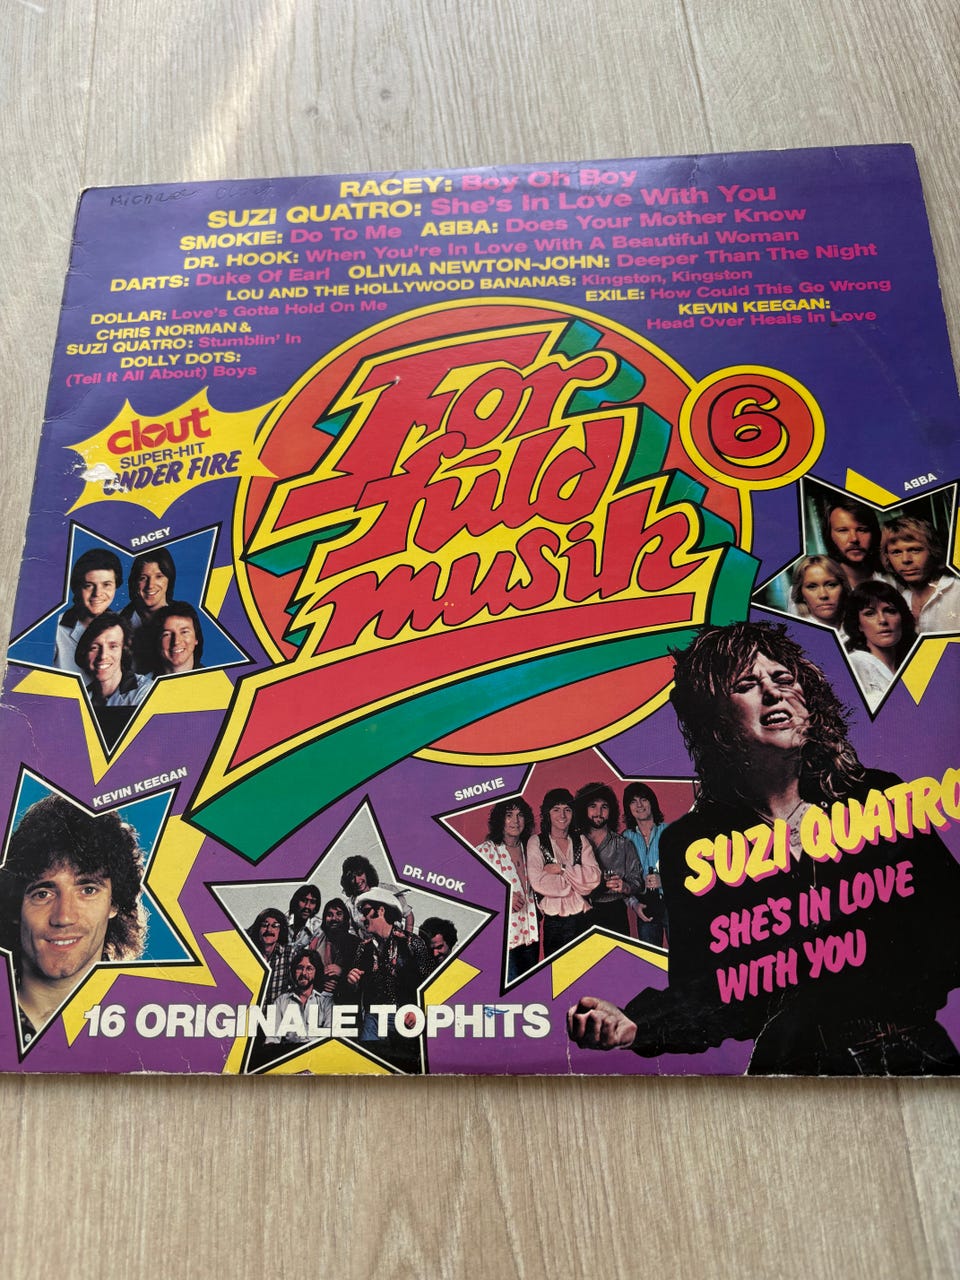 Michael
RACEY: Boy Oh Boy
SUZI QUATRO: She's In Love With You
SMOKIE: Do To Me ABBA: Does Your Mother Know
DR. HOOK: When You're In Love With A Beautiful Woman
DARTS: Duke Of Earl OLIVIA NEWTON-JOHN: Deeper Than The Night
LOU AND THE HOLLYWOOD BANANAS: Kingston, Kingston
DOLLAR: Love's Gotta Hold On Me
EXILE: How Could This Go Wrong
CHRIS NORMAN &
SUZI QUATRO: Stumblin' In
KEVIN KEEGAN:
Head Over Heals In Love
DOLLY DOTS:
(Tell It All About) Boys
clout
SUPER-HIT
UNDER FIRE
For
fuld
musik
6
RACEY
ABBA
KEVIN KEEGAN
SMOKIE
DR. HOOK
SUZI QUATRO
SHE'S IN LOVE
WITH YOU
16 ORIGINALE TOPHITS